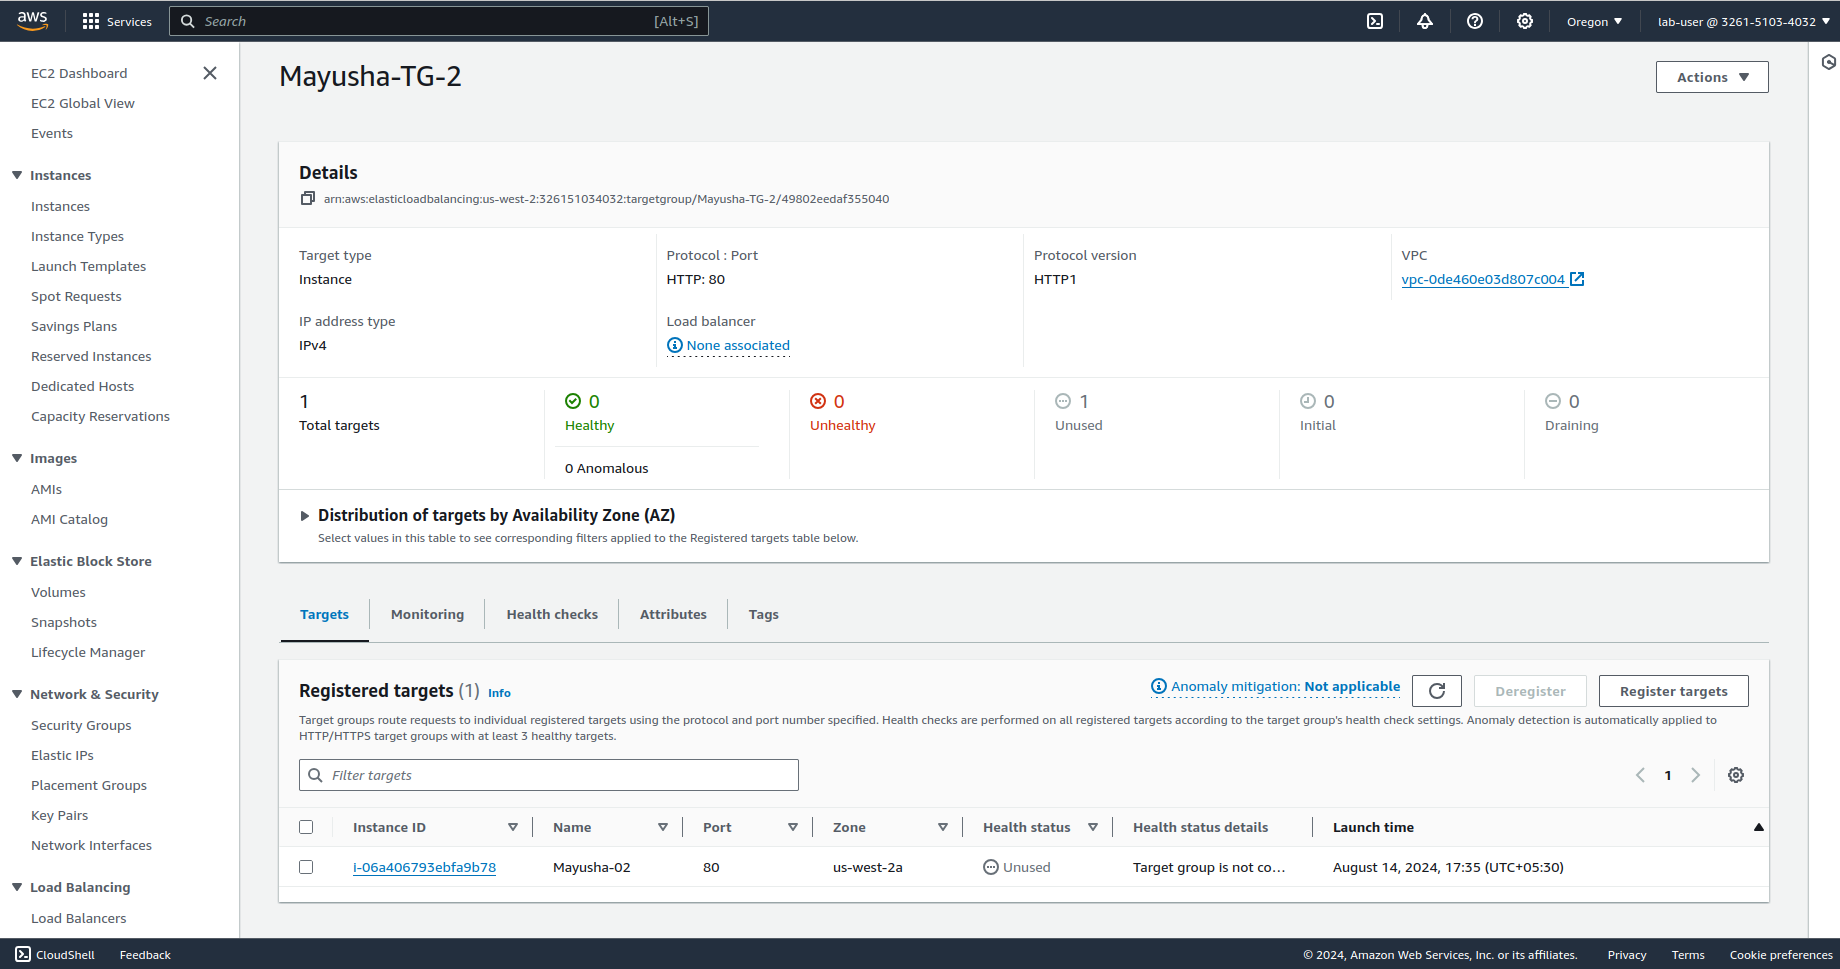 aws
Services
Search [Alt+S]
Oregon
lab-user @ 3261-5103-4032
EC2 Dashboard
EC2 Global View
Events
Instances
Instances
Instance Types
Launch Templates
Spot Requests
Savings Plans
Reserved Instances
Dedicated Hosts
Capacity Reservations
Images
AMIs
AMI Catalog
Elastic Block Store
Volumes
Snapshots
Lifecycle Manager
Network & Security
Security Groups
Elastic IPs
Placement Groups
Key Pairs
Network Interfaces
Load Balancing
Load Balancers
Mayusha-TG-2
Actions
Details
arn:aws:elasticloadbalancing:us-west-2:326151034032:targetgroup/Mayusha-TG-2/49802eedaf355040
Target type
Instance
Protocol : Port
HTTP: 80
Protocol version
HTTP1
VPC
vpc-0de460e03d807c004
IP address type
IPv4
Load balancer
None associated
1
Total targets
0
Healthy
0 Anomalous
0
Unhealthy
1
Unused
0
Initial
0
Draining
Distribution of targets by Availability Zone (AZ)
Select values in this table to see corresponding filters applied to the Registered targets table below.
Targets
Monitoring
Health checks
Attributes
Tags
Registered targets (1) Info
Anomaly mitigation: Not applicable
Deregister
Register targets
Target groups route requests to individual registered targets using the protocol and port number specified. Health checks are performed on all registered targets according to the target group's health check settings. Anomaly detection is automatically applied to
HTTP/HTTPS target groups with at least 3 healthy targets.
Filter targets
1
Instance ID Name Port Zone Health status Health status details Launch time
i-06a406793ebfa9b78 Mayusha-02 80 us-west-2a Unused Target group is not co... August 14, 2024, 17:35 (UTC+05:30)
CloudShell
Feedback
© 2024, Amazon Web Services, Inc. or its affiliates.
Privacy
Terms
Cookie preferences